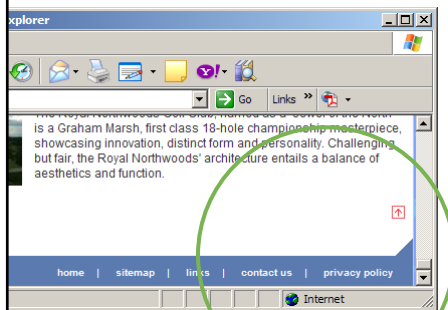 xplorer
Go Links »
is a Graham Marsh, first class 18-hole championship masterpiece,
showcasing innovation, distinct form and personality. Challenging
but fair, the Royal Northwoods' architecture entails a balance of
aesthetics and function.
home | sitemap | links | contact us | privacy policy
Internet